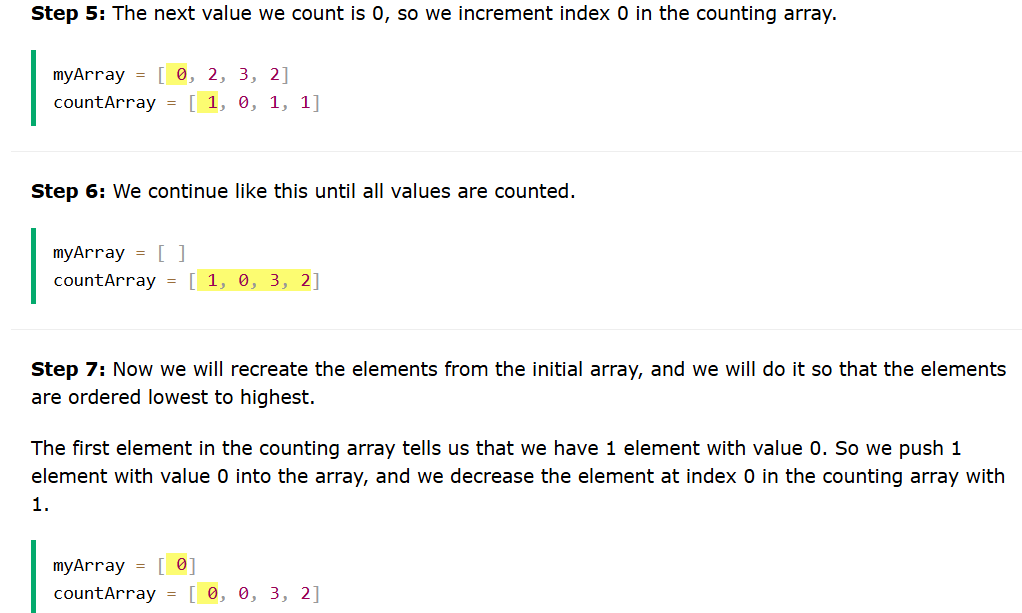 Step 5: The next value we count is 0, so we increment index 0 in the counting array.
myArray = [ 0, 2, 3, 2]
countArray = [ 1, 0, 1, 1]
Step 6: We continue like this until all values are counted.
myArray = [ ]
countArray = [ 1, 0, 3, 2]
Step 7: Now we will recreate the elements from the initial array, and we will do it so that the elements
are ordered lowest to highest.
The first element in the counting array tells us that we have 1 element with value 0. So we push 1
element with value 0 into the array, and we decrease the element at index 0 in the counting array with
1.
myArray = [ 0]
countArray = [ 0, 0, 3, 2]